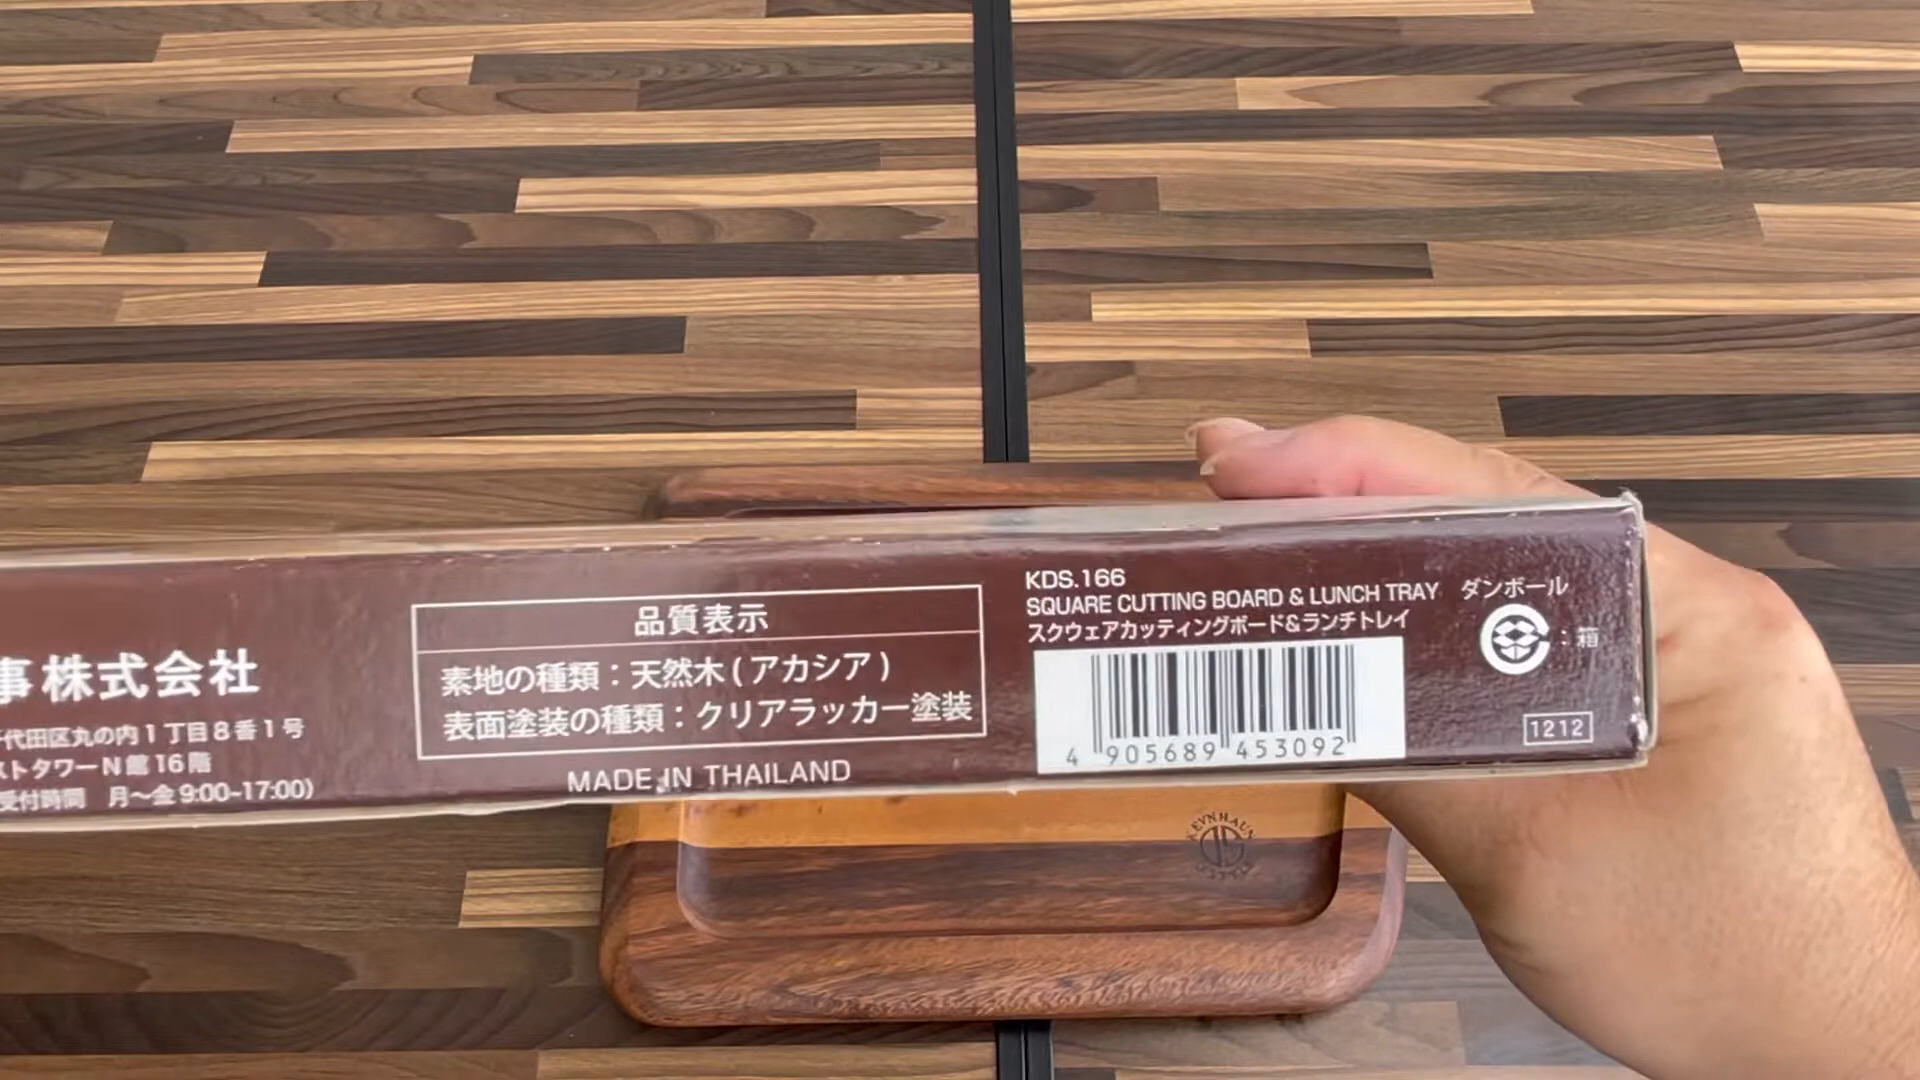 事株式会社
代田区丸の内1丁目8番1号
ストタワーN館16階
受付時間 月～金9:00-17:00)
品質表示
素地の種類：天然木(アカシア)
表面塗装の種類：クリアラッカー塗装
MADE IN THAILAND
KDS.166
SQUARE CUTTING BOARD & LUNCH TRAY
スクウェアカッティングボード&ランチトレイ
4 905689 453092
ダンボール
：箱
1212
KEVNHAUN